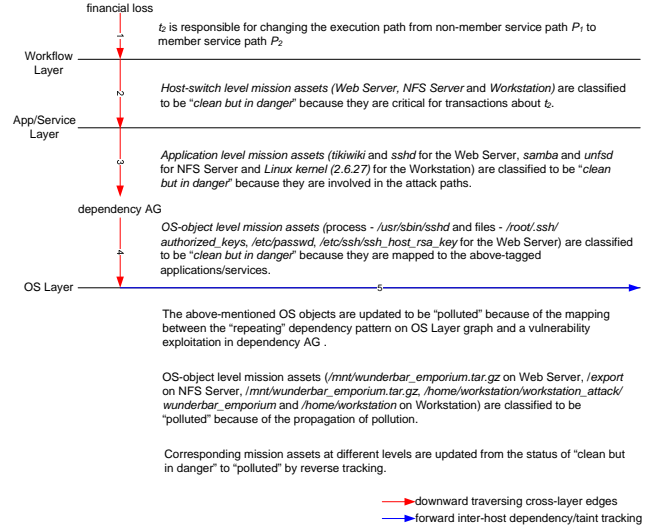 financial loss
t2 is responsible for changing the execution path from non-member service path P1 to
member service path P2
1
Workflow
Layer
Host-switch level mission assets (Web Server, NFS Server and Workstation) are classified
to be “clean but in danger” because they are critical for transactions about t2.
2
App/Service
Layer
3
Application level mission assets (tikiwiki and sshd for the Web Server, samba and unfsd
for NFS Server and Linux kernel (2.6.27) for the Workstation) are classified to be “clean
but in danger” because they are involved in the attack paths.
dependency AG
OS-object level mission assets (process - /usr/sbin/sshd and files - /root/.ssh/
authorized_keys, /etc/passwd, /etc/ssh/ssh_host_rsa_key for the Web Server) are classified
to be “clean but in danger” because they are mapped to the above-tagged
applications/services.
4
OS Layer
5
The above-mentioned OS objects are updated to be “polluted” because of the mapping
between the “repeating” dependency pattern on OS Layer graph and a vulnerability
exploitation in dependency AG .
OS-object level mission assets (/mnt/wunderbar_emporium.tar.gz on Web Server, /export
on NFS Server, /mnt/wunderbar_emporium.tar.gz, /home/workstation/workstation_attack/
wunderbar_emporium and /home/workstation on Workstation) are classified to be
“polluted” because of the propagation of pollution.
Corresponding mission assets at different levels are updated from the status of “clean but
in danger” to “polluted” by reverse tracking.
downward traversing cross-layer edges
forward inter-host dependency/taint tracking